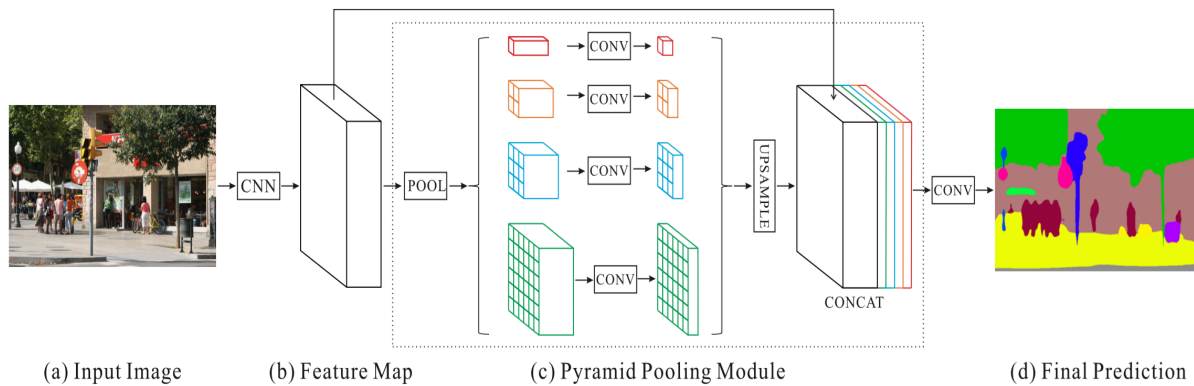 CNN
POOL
CONV
CONV
CONV
CONV
UPSAMPLE
CONCAT
CONV
(a) Input Image
(b) Feature Map
(c) Pyramid Pooling Module
(d) Final Prediction